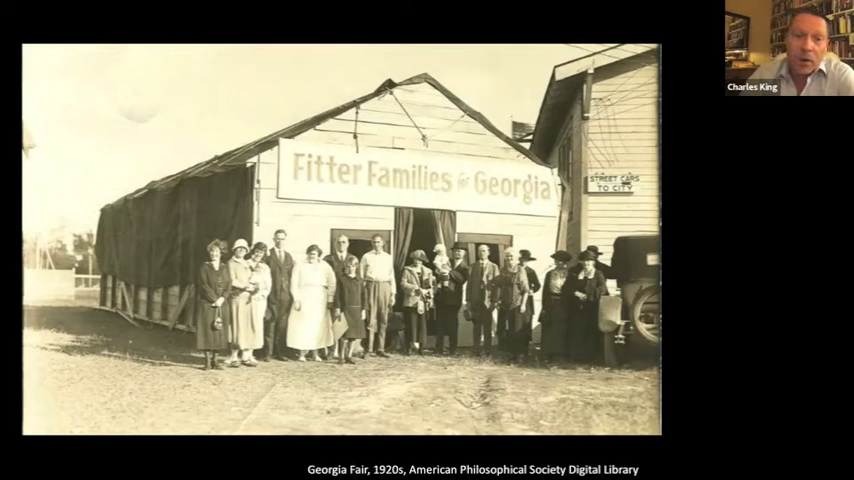 Fitter Families for Georgia
STREET CARS
TO CITY
Charles King
Georgia Fair, 1920s, American Philosophical Society Digital Library